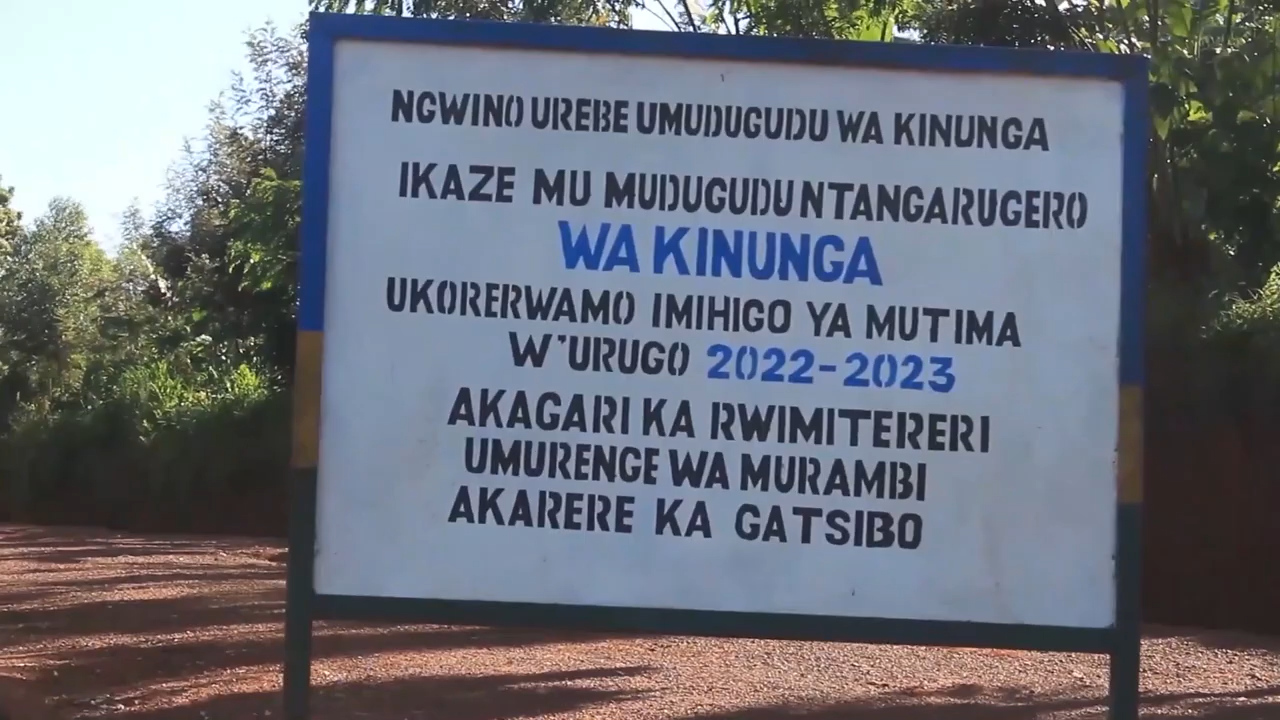 NGWINO UREBE UMUDUGUDU WA KINUNGA
IKAZE MU MUDUGUDU NTANGARUGERO
WA KINUNGA
UKORERWAMO IMIHIGO YA MUTIMA
W'URUGO 2022-2023
AKAGARI KA RWIMITERERI
UMURENGE WA MURAMBI
AKARERE KA GATSIBO